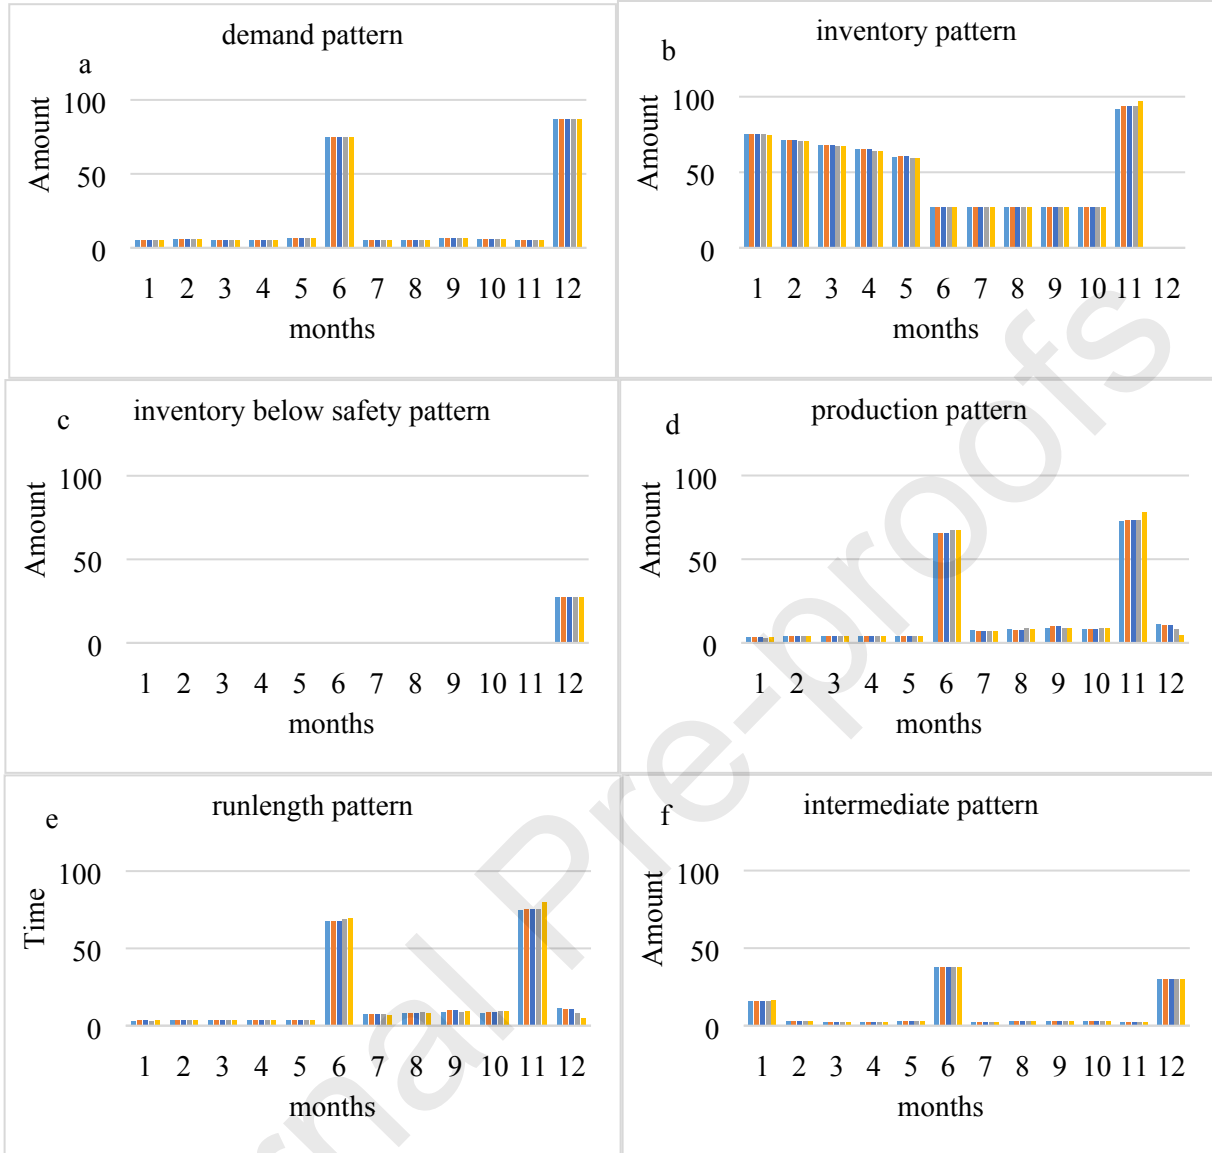 demand pattern
a
Amount
100
50
0
1 2 3 4 5 6 7 8 9 10 11 12
months
inventory pattern
b
Amount
100
50
0
1 2 3 4 5 6 7 8 9 10 11 12
months
inventory below safety pattern
c
Amount
100
50
0
1 2 3 4 5 6 7 8 9 10 11 12
months
production pattern
d
Amount
100
50
0
1 2 3 4 5 6 7 8 9 10 11 12
months
runlength pattern
e
Time
100
50
0
1 2 3 4 5 6 7 8 9 10 11 12
months
intermediate pattern
f
Amount
100
50
0
1 2 3 4 5 6 7 8 9 10 11 12
months
rnal Pre-proofs